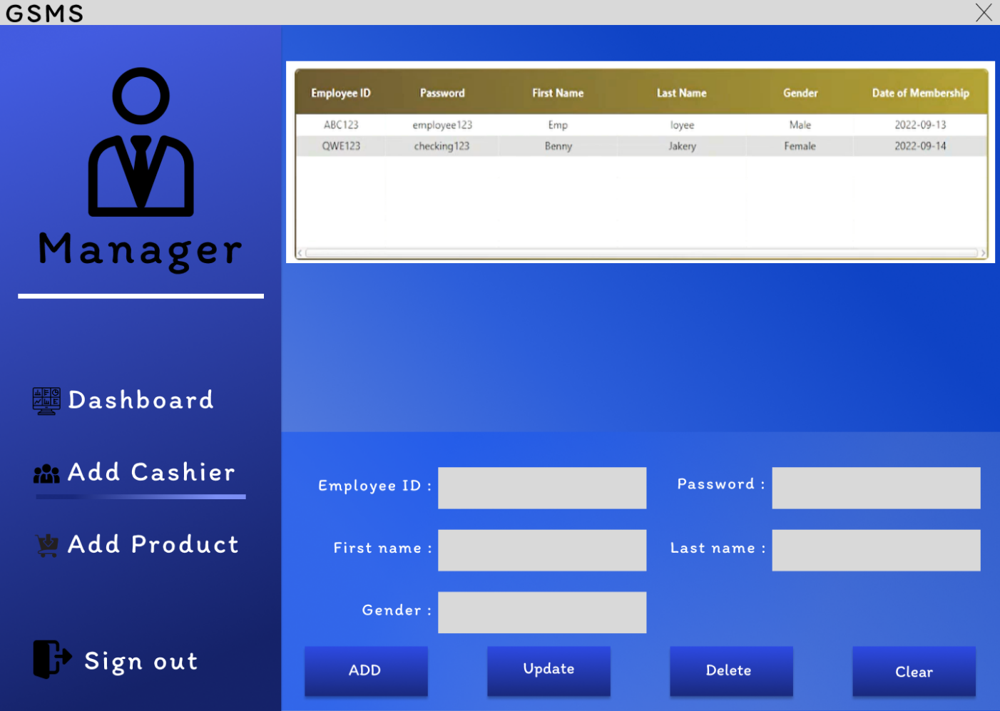 GSMS
Manager
Dashboard
Add Cashier
Add Product
Sign out
Employee ID Password First Name Last Name Gender Date of Membership
ABC123 employee123 Emp loyee Male 2022-09-13
QWE123 checking123 Benny Jakery Female 2022-09-14
Employee ID : Password :
First name : Last name :
Gender :
ADD Update Delete Clear